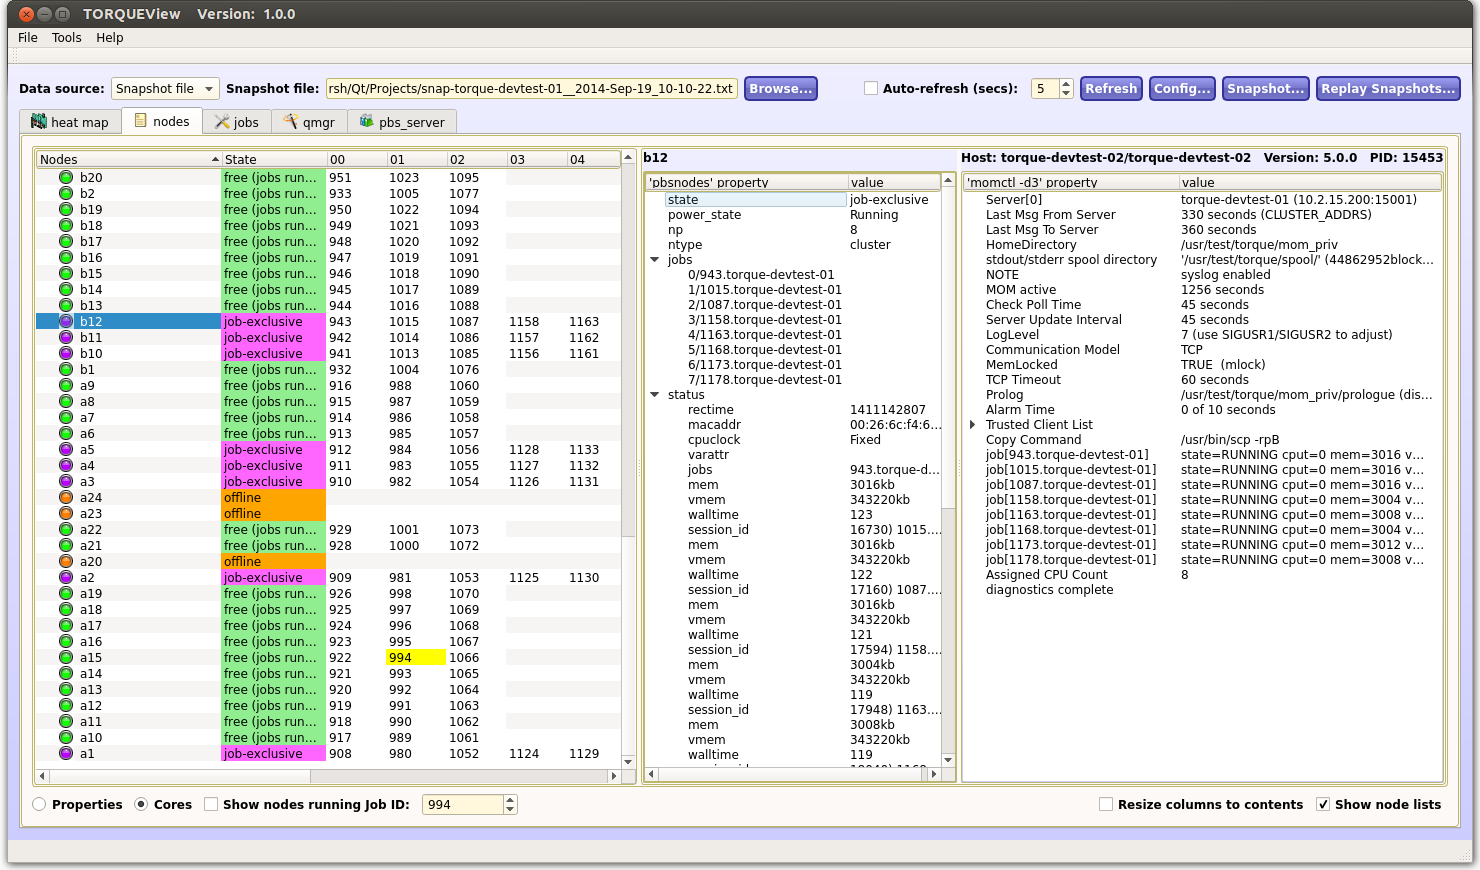 TORQUEView Version: 1.0.0
File Tools Help
Data source: Snapshot file Snapshot file: rsh/Qt/Projects/snap-torque-devtest-01__2014-Sep-19_10-10-22.txt Browse... Auto-refresh (secs): 5 Refresh Config... Snapshot... Replay Snapshots...
heat map nodes jobs qmgr pbs_server
Nodes State 00 01 02 03 04
b20 free (jobs run... 951 1023 1095
b2 free (jobs run... 933 1005 1077
b19 free (jobs run... 950 1022 1094
b18 free (jobs run... 949 1021 1093
b17 free (jobs run... 948 1020 1092
b16 free (jobs run... 947 1019 1091
b15 free (jobs run... 946 1018 1090
b14 free (jobs run... 945 1017 1089
b13 free (jobs run... 944 1016 1088
b12 job-exclusive 943 1015 1087 1158 1163
b11 job-exclusive 942 1014 1086 1157 1162
b10 job-exclusive 941 1013 1085 1156 1161
b1 free (jobs run... 932 1004 1076
a9 free (jobs run... 916 988 1060
a8 free (jobs run... 915 987 1059
a7 free (jobs run... 914 986 1058
a6 free (jobs run... 913 985 1057
a5 job-exclusive 912 984 1056 1128 1133
a4 job-exclusive 911 983 1055 1127 1132
a3 job-exclusive 910 982 1054 1126 1131
a24 offline
a23 offline
a22 free (jobs run... 929 1001 1073
a21 free (jobs run... 928 1000 1072
a20 offline
a2 job-exclusive 909 981 1053 1125 1130
a19 free (jobs run... 926 998 1070
a18 free (jobs run... 925 997 1069
a17 free (jobs run... 924 996 1068
a16 free (jobs run... 923 995 1067
a15 free (jobs run... 922 994 1066
a14 free (jobs run... 921 993 1065
a13 free (jobs run... 920 992 1064
a12 free (jobs run... 919 991 1063
a11 free (jobs run... 918 990 1062
a10 free (jobs run... 917 989 1061
a1 job-exclusive 908 980 1052 1124 1129
b12
'pbsnodes' property value
state job-exclusive
power_state Running
np 8
ntype cluster
jobs
0/943.torque-devtest-01
1/1015.torque-devtest-01
2/1087.torque-devtest-01
3/1158.torque-devtest-01
4/1163.torque-devtest-01
5/1168.torque-devtest-01
6/1173.torque-devtest-01
7/1178.torque-devtest-01
status
rectime 1411142807
macaddr 00:26:6c:f4:6...
cpuclock Fixed
varattr
jobs 943.torque-d...
mem 3016kb
vmem 343220kb
walltime 123
session_id 16730) 1015....
mem 3016kb
vmem 343220kb
walltime 122
session_id 17160) 1087....
mem 3016kb
vmem 343220kb
walltime 121
session_id 17594) 1158....
mem 3004kb
vmem 343220kb
walltime 119
session_id 17948) 1163....
mem 3008kb
vmem 343220kb
walltime 119
Host: torque-devtest-02/torque-devtest-02 Version: 5.0.0 PID: 15453
'momctl -d3' property value
Server[0] torque-devtest-01 (10.2.15.200:15001)
Last Msg From Server 330 seconds (CLUSTER_ADDRS)
Last Msg To Server 360 seconds
HomeDirectory /usr/test/torque/mom_priv
stdout/stderr spool directory '/usr/test/torque/spool/' (44862952block...
NOTE syslog enabled
MOM active 1256 seconds
Check Poll Time 45 seconds
Server Update Interval 45 seconds
LogLevel 7 (use SIGUSR1/SIGUSR2 to adjust)
Communication Model TCP
MemLocked TRUE (mlock)
TCP Timeout 60 seconds
Prolog /usr/test/torque/mom_priv/prologue (dis...
Alarm Time 0 of 10 seconds
Trusted Client List
Copy Command /usr/bin/scp -rpB
job[943.torque-devtest-01] state=RUNNING cput=0 mem=3016 v...
job[1015.torque-devtest-01] state=RUNNING cput=0 mem=3016 v...
job[1087.torque-devtest-01] state=RUNNING cput=0 mem=3016 v...
job[1158.torque-devtest-01] state=RUNNING cput=0 mem=3004 v...
job[1163.torque-devtest-01] state=RUNNING cput=0 mem=3008 v...
job[1168.torque-devtest-01] state=RUNNING cput=0 mem=3004 v...
job[1173.torque-devtest-01] state=RUNNING cput=0 mem=3012 v...
job[1178.torque-devtest-01] state=RUNNING cput=0 mem=3008 v...
Assigned CPU Count 8
diagnostics complete
Properties Cores Show nodes running Job ID: 994 Resize columns to contents Show node lists